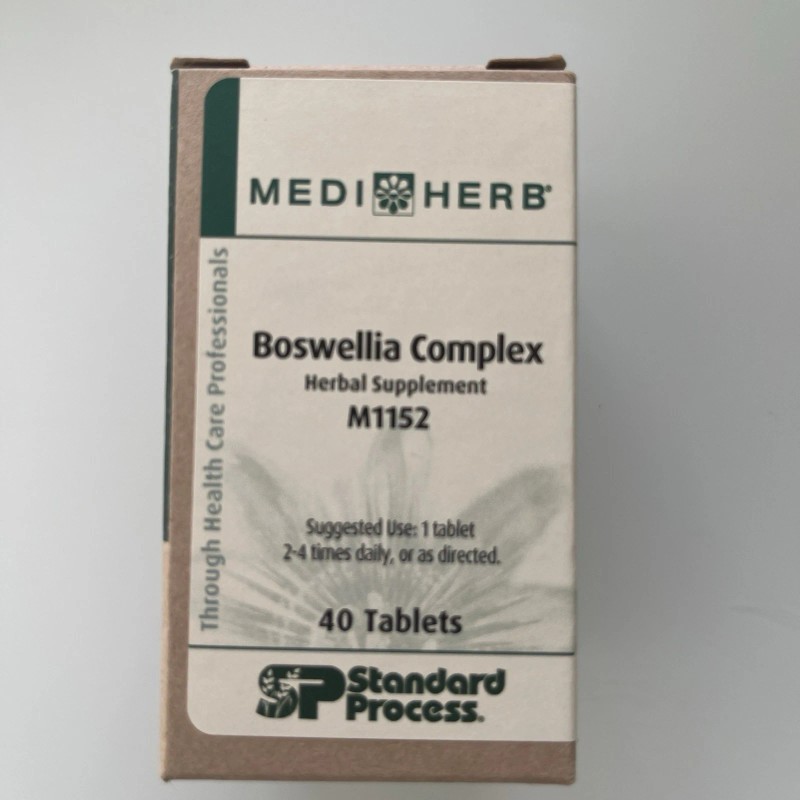 MEDI HERB®
Through Health Care Professionals
Boswellia Complex
Herbal Supplement
M1152
Suggested Use: 1 tablet
2-4 times daily, or as directed.
40 Tablets
SP Standard
Process®